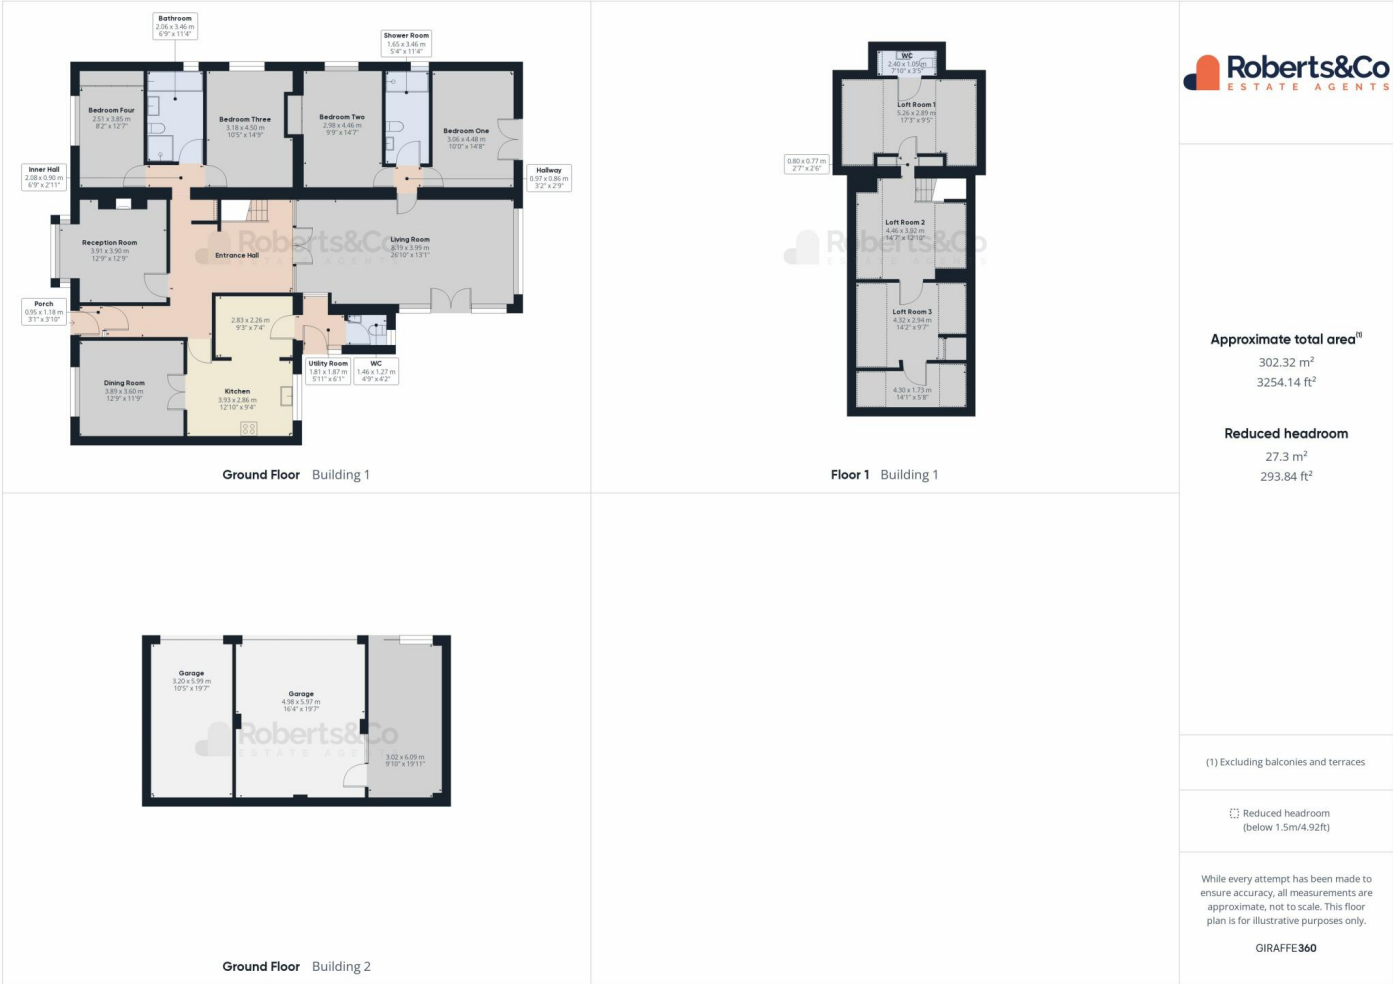 Bathroom
2.06 x 3.46 m
6'9" x 11'4"
Shower Room
1.65 x 3.46 m
5'4" x 11'4"
Bedroom Four
2.51 x 3.85 m
8'2" x 12'7"
Bedroom Three
3.18 x 4.50 m
10'5" x 14'9"
Bedroom Two
2.98 x 4.46 m
9'9" x 14'7"
Bedroom One
3.06 x 4.48 m
10'0" x 14'8"
Inner Hall
2.08 x 0.90 m
6'9" x 2'11"
Hallway
0.97 x 0.86 m
3'2" x 2'9"
Reception Room
3.91 x 3.90 m
12'9" x 12'9"
Roberts&Co
ESTATE AGENTS
Entrance Hall
Living Room
8.19 x 3.99 m
26'10" x 13'1"
Porch
0.95 x 1.18 m
3'1" x 3'10"
2.83 x 2.26 m
9'3" x 7'4"
Utility Room
1.81 x 1.87 m
5'11" x 6'1"
WC
1.46 x 1.27 m
4'9" x 4'2"
Dining Room
3.89 x 3.60 m
12'9" x 11'9"
Kitchen
3.93 x 2.86 m
12'10" x 9'4"
Ground Floor Building 1
WC
2.40 x 1.05 m
7'10" x 3'5"
Loft Room 1
5.26 x 2.89 m
17'3" x 9'5"
0.80 x 0.77 m
2'7" x 2'6"
Loft Room 2
4.46 x 3.92 m
14'7" x 12'10"
Roberts&Co
ESTATE AGENTS
Loft Room 3
4.32 x 2.94 m
14'2" x 9'7"
4.30 x 1.73 m
14'1" x 5'8"
Floor 1 Building 1
Garage
3.20 x 5.99 m
10'5" x 19'7"
Garage
4.98 x 5.97 m
16'4" x 19'7"
Roberts&Co
ESTATE AGENTS
3.02 x 6.09 m
9'10" x 19'11"
Ground Floor Building 2
Roberts&Co
ESTATE AGENTS
Approximate total area(1)
302.32 m²
3254.14 ft²
Reduced headroom
27.3 m²
293.84 ft²
(1) Excluding balconies and terraces
Reduced headroom
(below 1.5m/4.92ft)
While every attempt has been made to
ensure accuracy, all measurements are
approximate, not to scale. This floor
plan is for illustrative purposes only.
GIRAFFE360